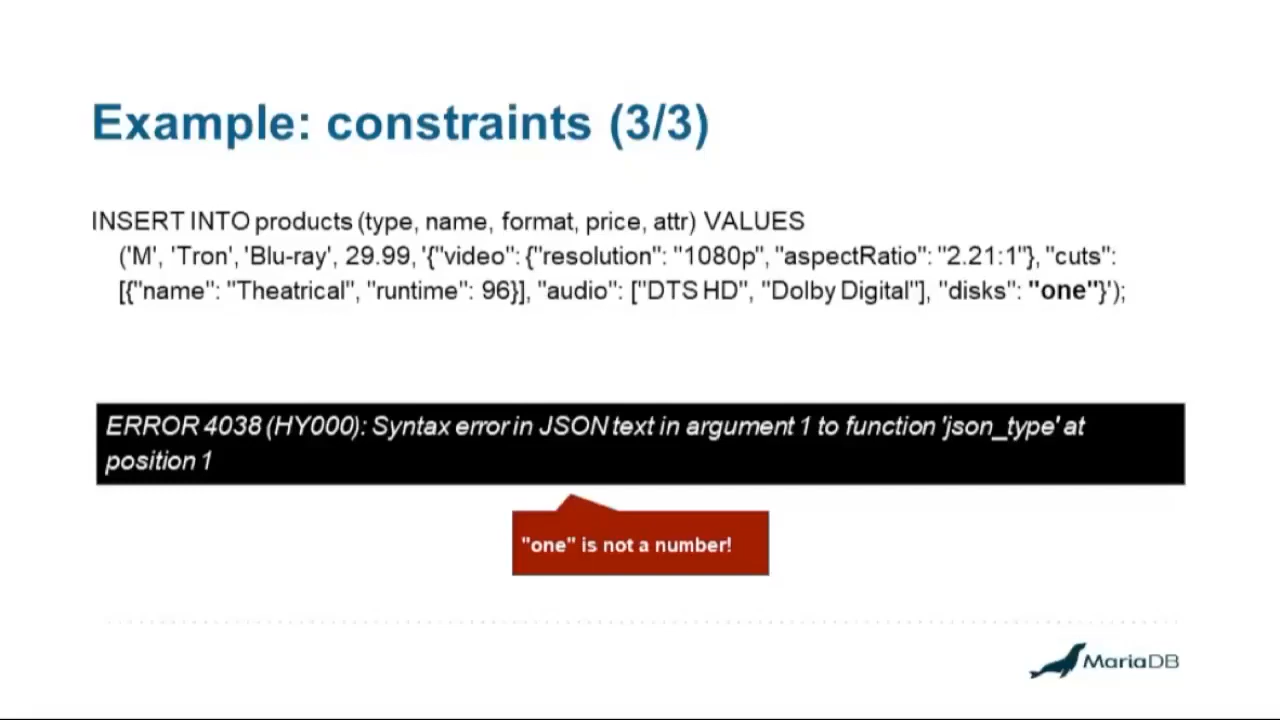 Example: constraints (3/3)
INSERT INTO products (type, name, format, price, attr) VALUES
('M', 'Tron', 'Blu-ray', 29.99, '{"video": {"resolution": "1080p", "aspectRatio": "2.21:1"}, "cuts":
[{"name": "Theatrical", "runtime": 96}], "audio": ["DTS HD", "Dolby Digital"], "disks": "one"}');
ERROR 4038 (HY000): Syntax error in JSON text in argument 1 to function 'json_type' at
position 1
"one" is not a number!
MariaDB